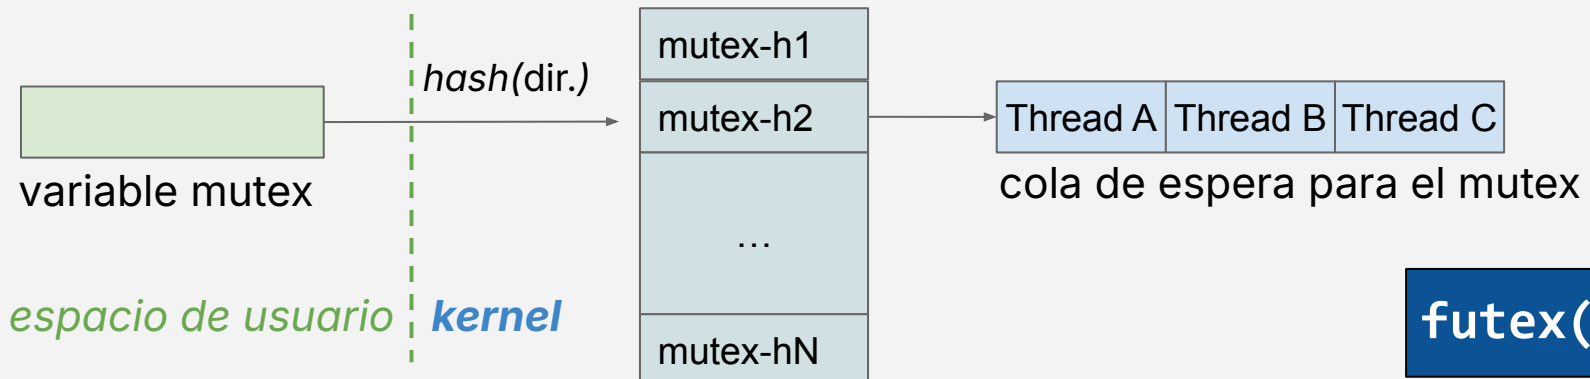 hash(dir.)
variable mutex
espacio de usuario
kernel
mutex-h1
mutex-h2
...
mutex-hN
Thread A
Thread B
Thread C
cola de espera para el mutex
futex(